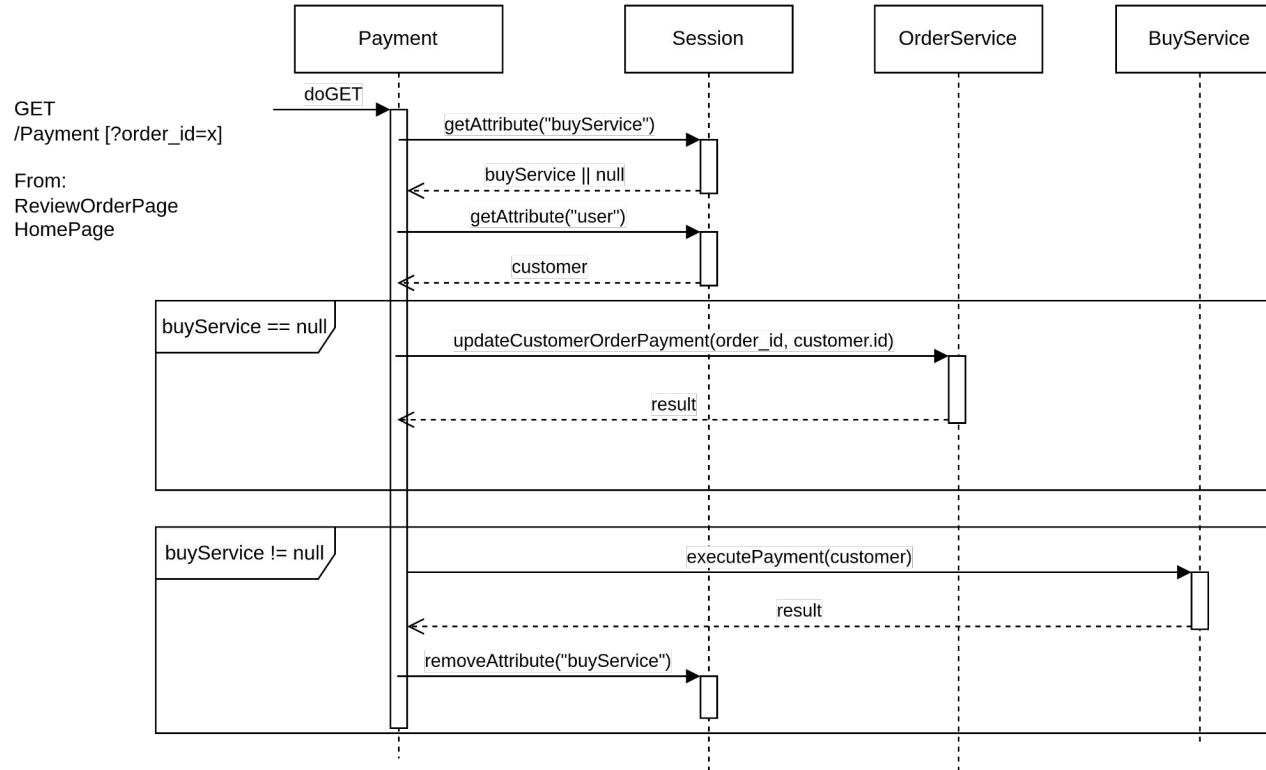 Payment
Session
OrderService
BuyService
doGET
GET
/Payment [?order_id=x]
getAttribute("buyService")
buyService || null
From:
ReviewOrderPage
HomePage
getAttribute("user")
customer
buyService == null
updateCustomerOrderPayment(order_id, customer.id)
result
buyService != null
executePayment(customer)
result
removeAttribute("buyService")